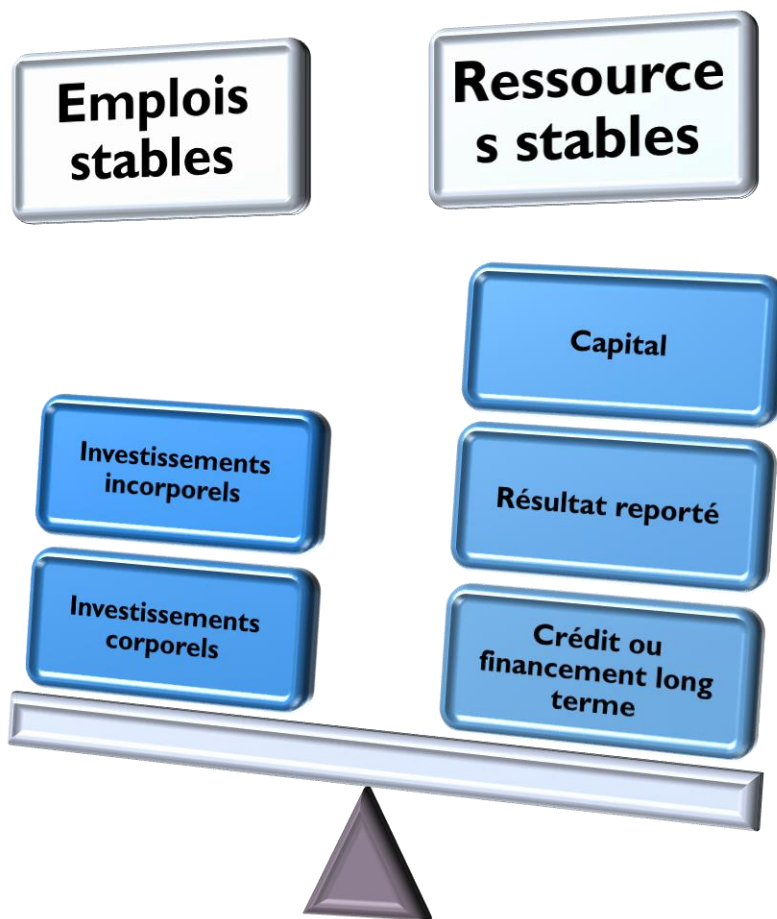 Emplois
stables
Ressource
s stables
Capital
Investissements
incorporels
Résultat reporté
Investissements
corporels
Crédit ou
financement long
terme